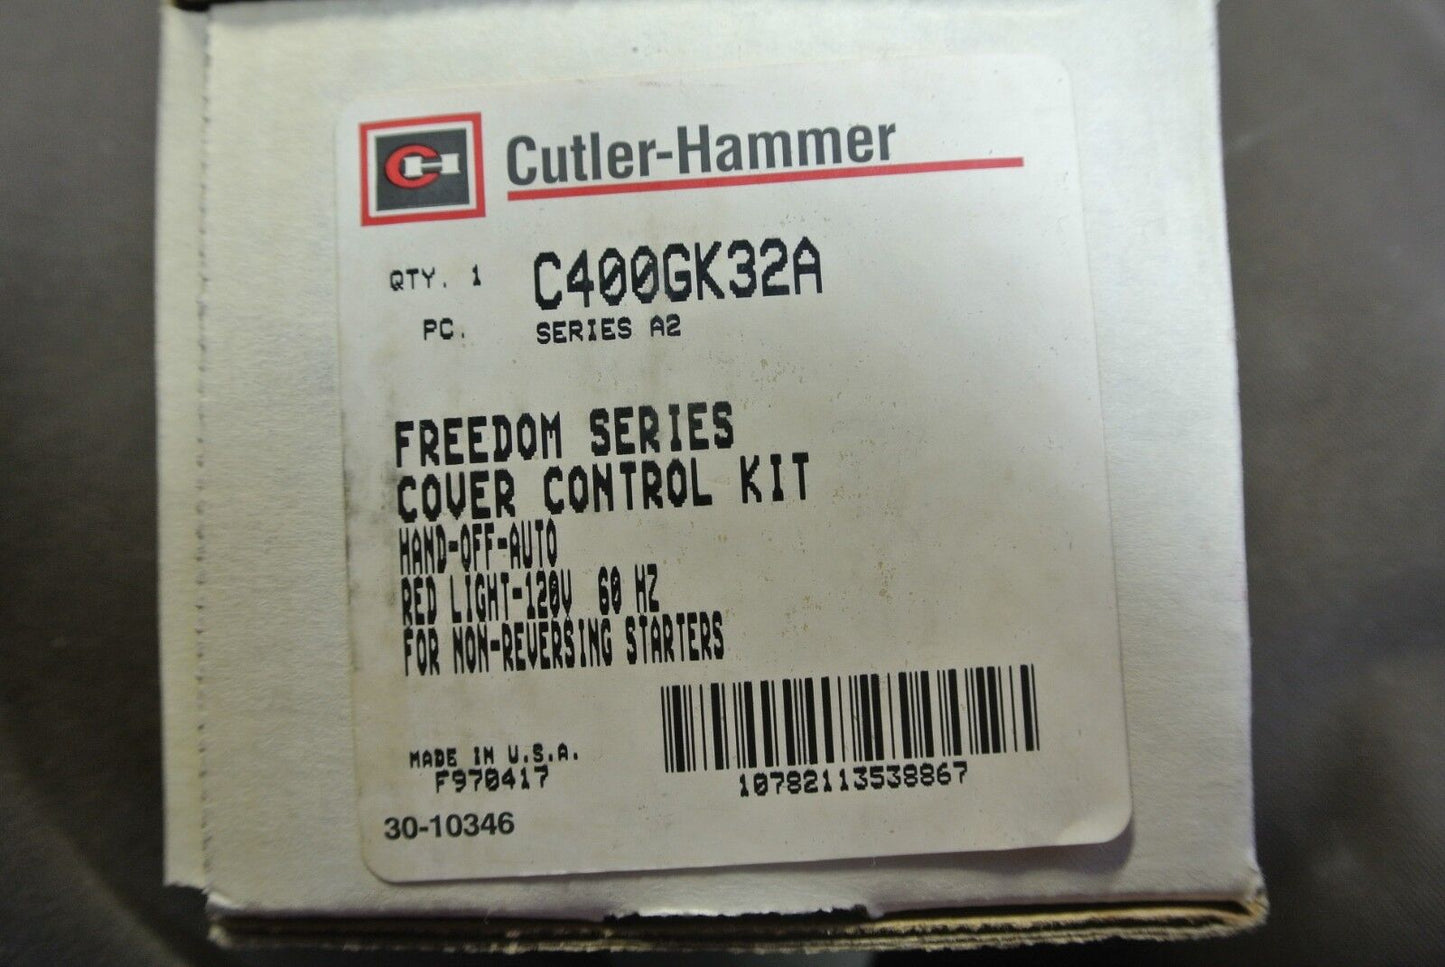 CH Cutler-Hammer
QTY. 1 C400GK32A
PC. SERIES A2
FREEDOM SERIES
COVER CONTROL KIT
HAND-OFF-AUTO
RED LIGHT-120V 60 HZ
FOR NON-REVERSING STARTERS
MADE IN U.S.A.
F970417
10782113538867
30-10346